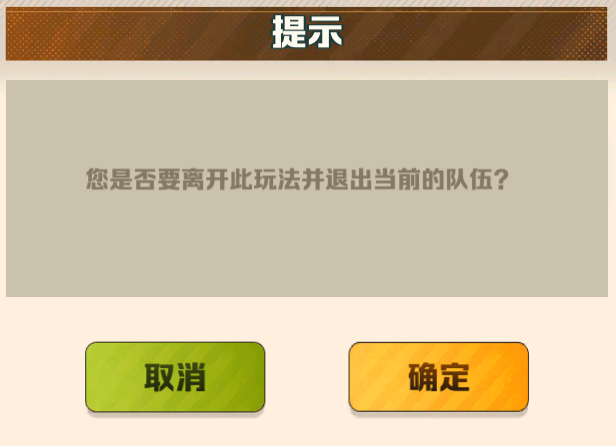 提示
您是否要离开此玩法并退出当前的队伍？
取消
确定